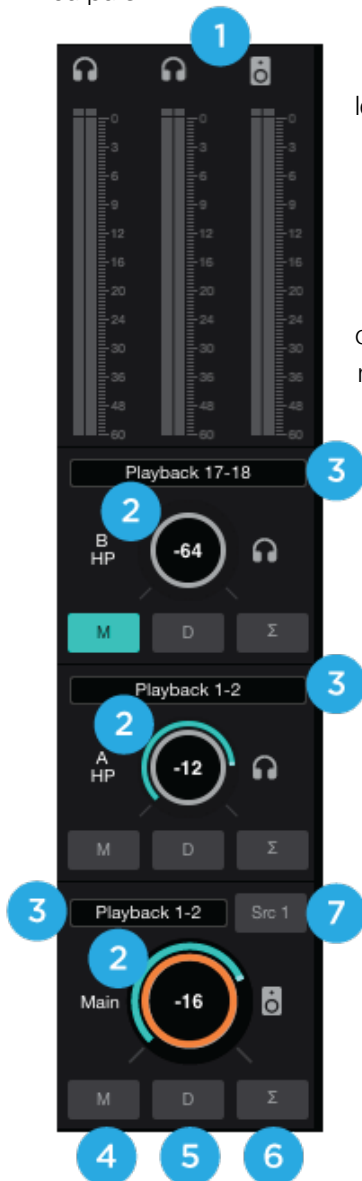 1
0 0 0
3 3 3
6 6 6
9 9 9
12 12 12
16 16 16
20 20 20
24 24 24
30 30 30
36 36 36
48 48 48
60 60 60
Playback 17-18 3
2
B
HP -64
M D Σ
Playback 1-2 3
2
A
HP -12
M D Σ
3 Playback 1-2 Src 1 7
2
Main -16
M D Σ
4 5 6